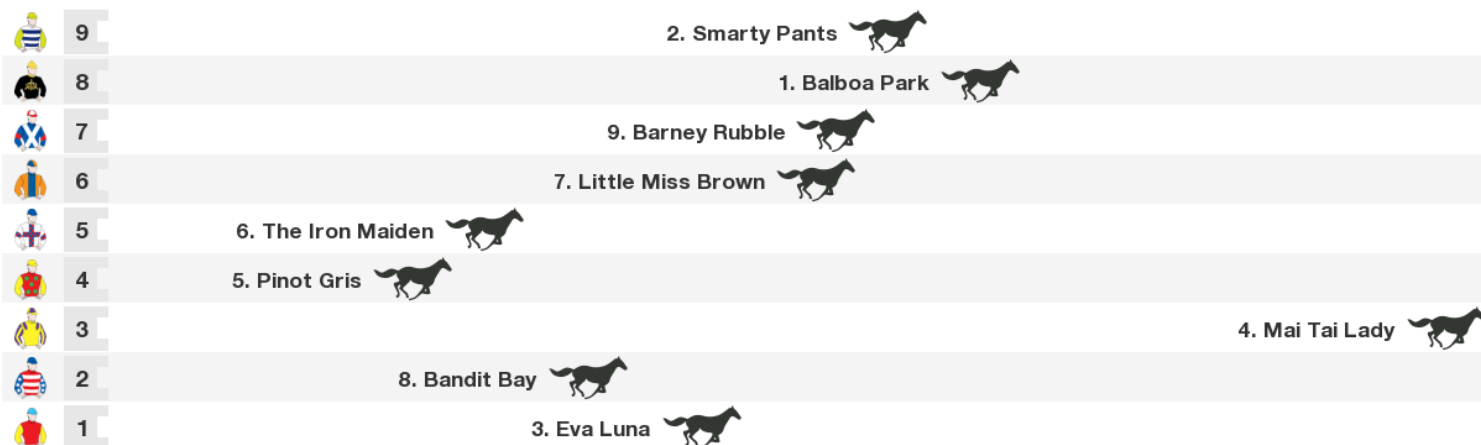 9 2. Smarty Pants
8 1. Balboa Park
7 9. Barney Rubble
6 7. Little Miss Brown
5 6. The Iron Maiden
4 5. Pinot Gris
3 4. Mai Tai Lady
2 8. Bandit Bay
1 3. Eva Luna